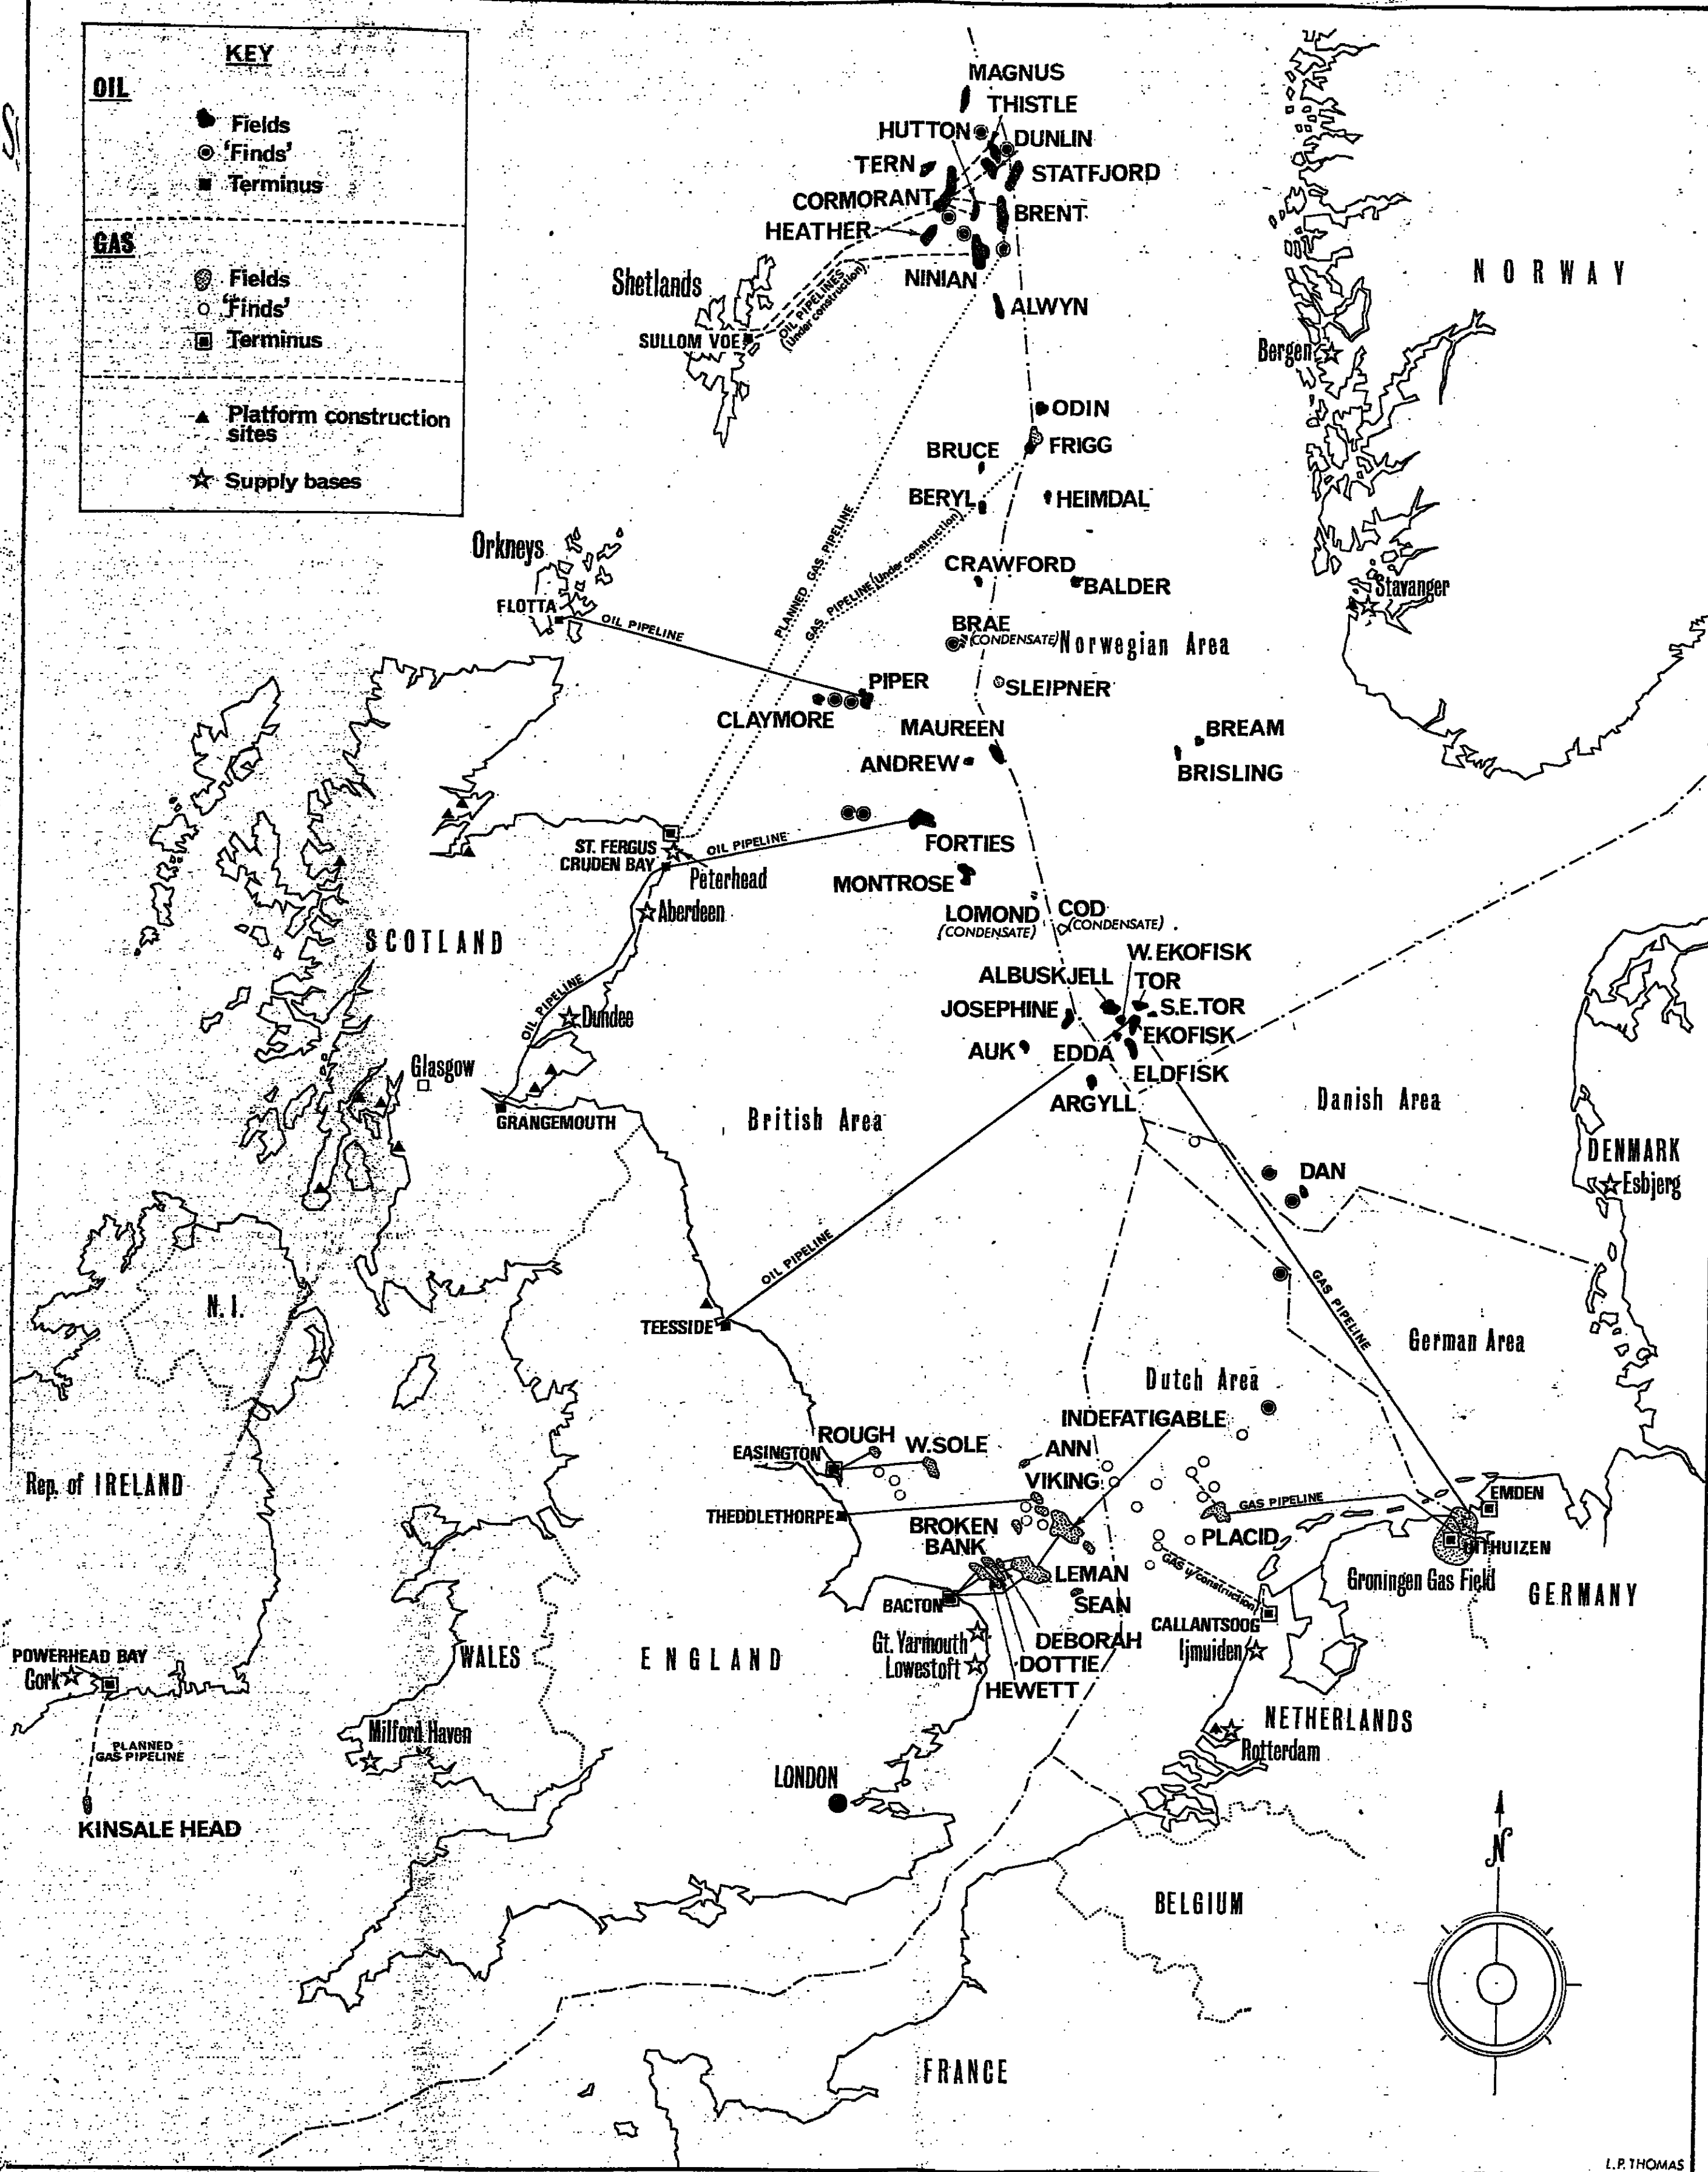 KEY
OIL
Fields
'Finds'
Terminus
GAS
Fields
'Finds'
Terminus
Platform construction
sites
Supply bases
MAGNUS
THISTLE
HUTTON
DUNLIN
TERN
STATFJORD
CORMORANT
BRENT
HEATHER
NINIAN
Shetlands
SULLOM VOE
OIL PIPELINES
(Under construction)
ALWYN
NORWAY
Bergen
ODIN
FRIGG
BRUCE
BERYL
HEIMDAL
PLANNED GAS PIPELINE
GAS PIPELINE (Under construction)
Orkneys
FLOTTA
OIL PIPELINE
CRAWFORD
BALDER
Stavanger
BRAE
(CONDENSATE)
Norwegian Area
PIPER
SLEIPNER
CLAYMORE
MAUREEN
ANDREW
BREAM
BRISLING
ST. FERGUS
CRUDEN BAY
OIL PIPELINE
FORTIES
Peterhead
MONTROSE
Aberdeen
LOMOND
(CONDENSATE)
COD
(CONDENSATE)
SCOTLAND
W. EKOFISK
ALBUSKJELL
TOR
JOSEPHINE
S.E.TOR
EKOFISK
AUK
EDDA
ELDFISK
ARGYLL
OIL PIPELINE
Dundee
Glasgow
GRANGEMOUTH
British Area
Danish Area
DENMARK
Esbjerg
DAN
OIL PIPELINE
GAS PIPELINE
N.I.
TEESSIDE
German Area
Dutch Area
INDEFATIGABLE
ROUGH
W.SOLE
EASINGTON
ANN
VIKING
Rep. of IRELAND
THEDDLETHORPE
GAS PIPELINE
EMDEN
BROKEN
BANK
PLACID
UITHUIZEN
GAS u/construction
LEMAN
Groningen Gas Field
GERMANY
SEAN
BACTON
CALLANTSOOG
Ijmuiden
DEBORAH
DOTTIE
HEWETT
Gt. Yarmouth
Lowestoft
POWERHEAD BAY
Cork
WALES
ENGLAND
PLANNED
GAS PIPELINE
KINSALE HEAD
Milford Haven
NETHERLANDS
Rotterdam
LONDON
N
BELGIUM
FRANCE
L.P. THOMAS